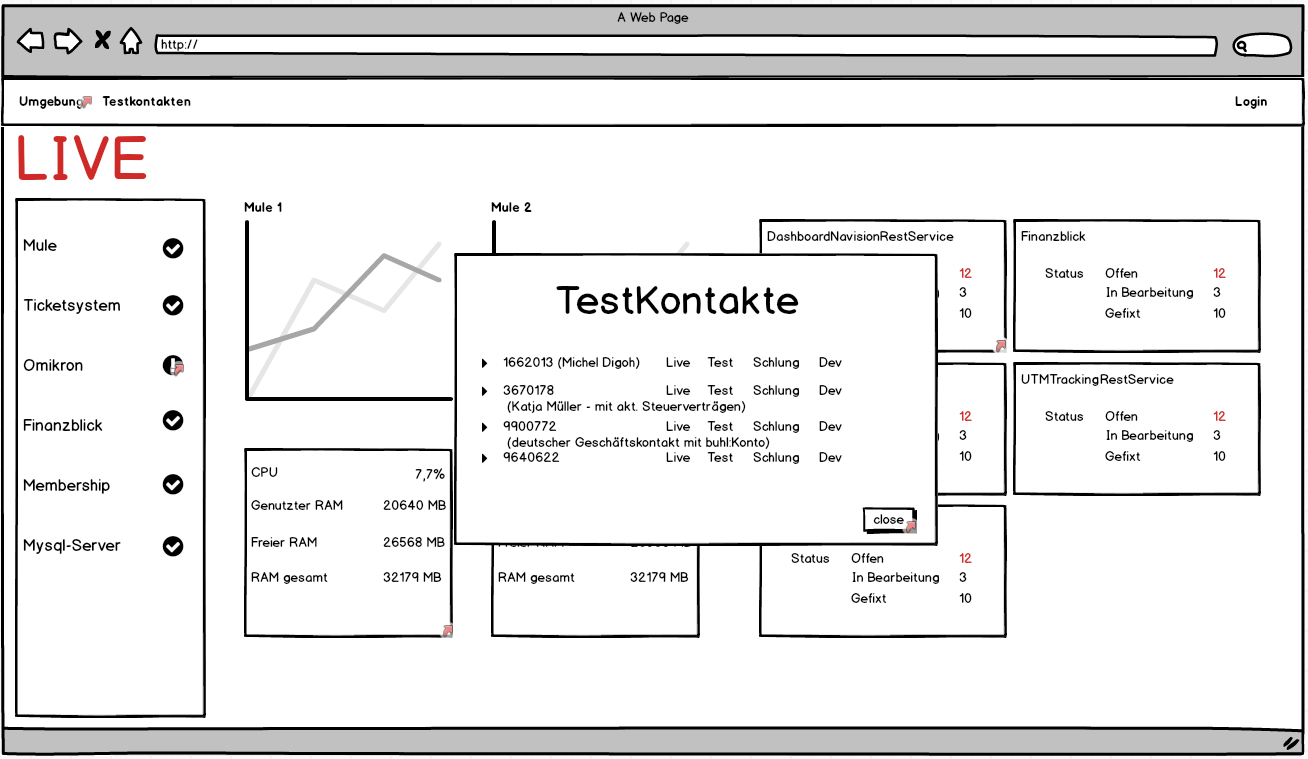 A Web Page
http://
Umgebung Testkontakten Login
LIVE
Mule
Ticketsystem
Omikron
Finanzblick
Membership
Mysql-Server
Mule 1
CPU 7,7%
Genutzter RAM 20640 MB
Freier RAM 26568 MB
RAM gesamt 32179 MB
Mule 2
RAM gesamt 32179 MB
TestKontakte
1662013 (Michel Digoh) Live Test Schlung Dev
3670178 Live Test Schlung Dev
(Katja Müller - mit akt. Steuerverträgen)
9900772 Live Test Schlung Dev
(deutscher Geschäftskontakt mit buhl:Konto)
9640622 Live Test Schlung Dev
close
DashboardNavisionRestService
12
3
10
Finanzblick
Status Offen 12
In Bearbeitung 3
Gefixt 10
12
3
10
UTMTrackingRestService
Status Offen 12
In Bearbeitung 3
Gefixt 10
Status Offen 12
In Bearbeitung 3
Gefixt 10